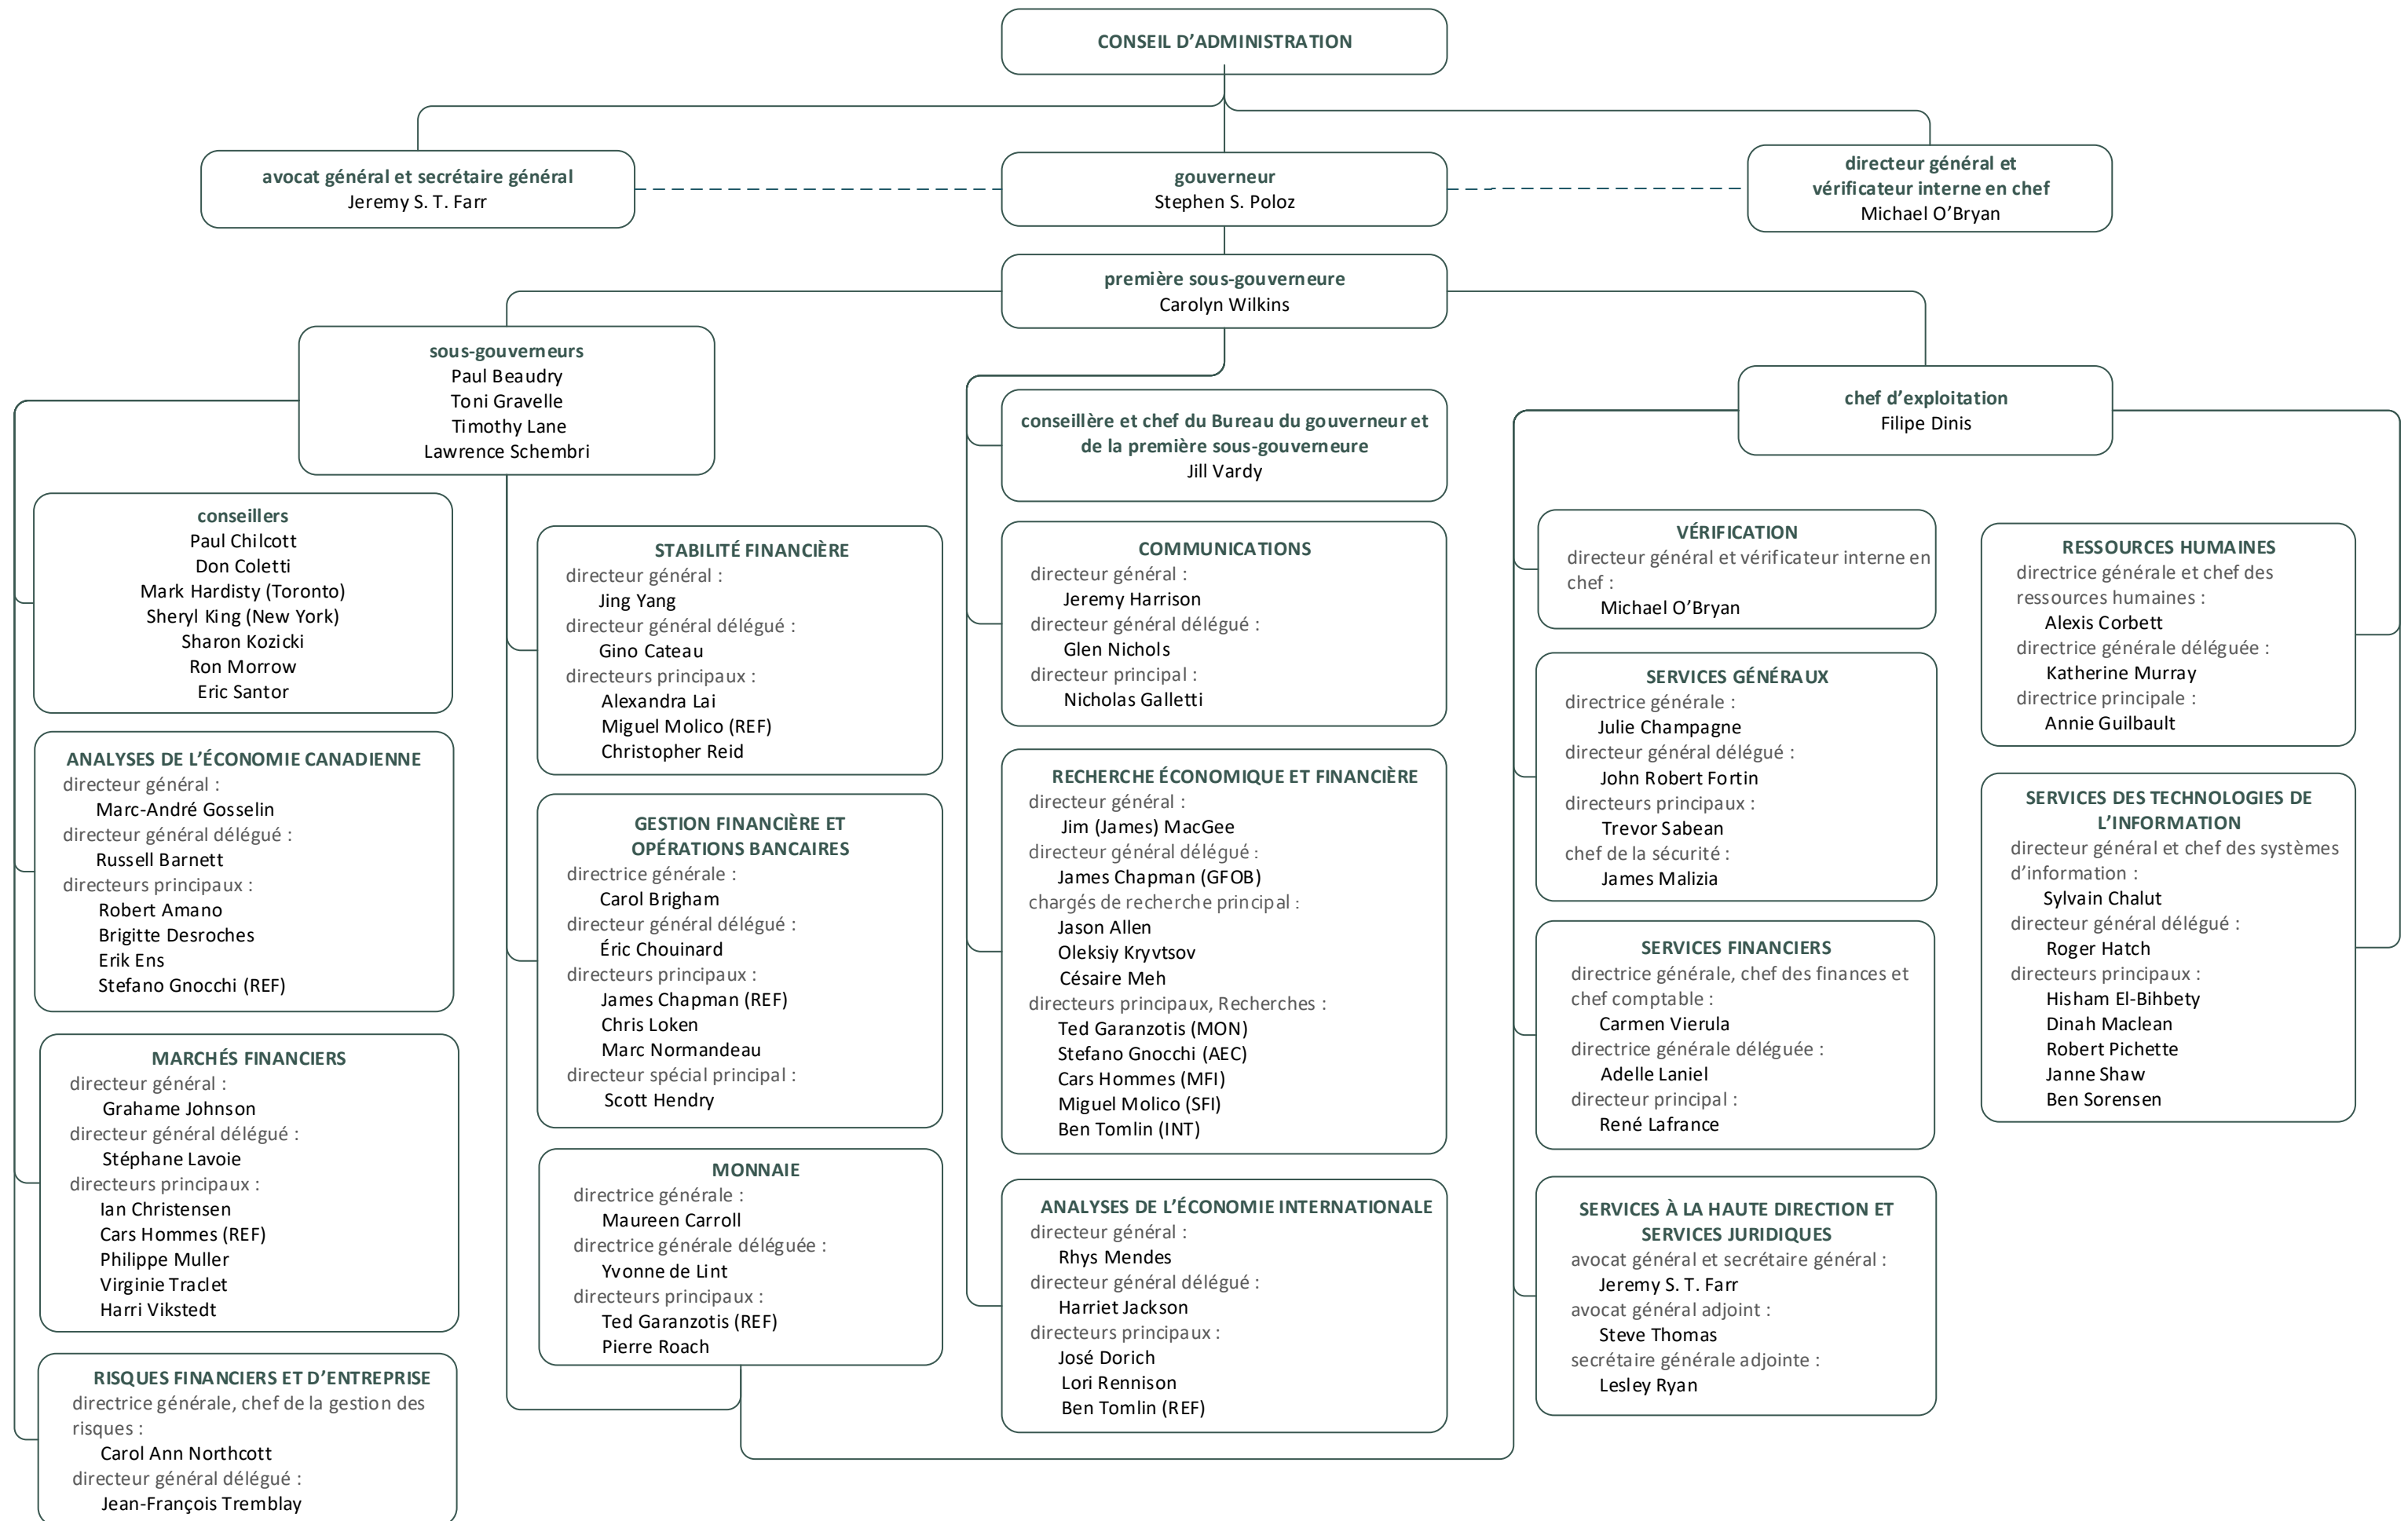 CONSEIL D’ADMINISTRATION
avocat général et secrétaire général
Jeremy S. T. Farr
gouverneur
Stephen S. Poloz
directeur général et
vérificateur interne en chef
Michael O’Bryan
première sous-gouverneure
Carolyn Wilkins
sous-gouverneurs
Paul Beaudry
Toni Gravelle
Timothy Lane
Lawrence Schembri
chef d’exploitation
Filipe Dinis
conseillers
Paul Chilcott
Don Coletti
Mark Hardisty (Toronto)
Sheryl King (New York)
Sharon Kozicki
Ron Morrow
Eric Santor
ANALYSES DE L’ÉCONOMIE CANADIENNE
directeur général :
Marc-André Gosselin
directeur général délégué :
Russell Barnett
directeurs principaux :
Robert Amano
Brigitte Desroches
Erik Ens
Stefano Gnocchi (REF)
MARCHÉS FINANCIERS
directeur général :
Grahame Johnson
directeur général délégué :
Stéphane Lavoie
directeurs principaux :
Ian Christensen
Cars Hommes (REF)
Philippe Muller
Virginie Traclet
Harri Vikstedt
RISQUES FINANCIERS ET D’ENTREPRISE
directrice générale, chef de la gestion des
risques :
Carol Ann Northcott
directeur général délégué :
Jean-François Tremblay
STABILITÉ FINANCIÈRE
directeur général :
Jing Yang
directeur général délégué :
Gino Cateau
directeurs principaux :
Alexandra Lai
Miguel Molico (REF)
Christopher Reid
GESTION FINANCIÈRE ET
OPÉRATIONS BANCAIRES
directrice générale :
Carol Brigham
directeur général délégué :
Éric Chouinard
directeurs principaux :
James Chapman (REF)
Chris Loken
Marc Normandeau
directeur spécial principal :
Scott Hendry
MONNAIE
directrice générale :
Maureen Carroll
directrice générale déléguée :
Yvonne de Lint
directeurs principaux :
Ted Garanzotis (REF)
Pierre Roach
conseillère et chef du Bureau du gouverneur et
de la première sous-gouverneure
Jill Vardy
COMMUNICATIONS
directeur général :
Jeremy Harrison
directeur général délégué :
Glen Nichols
directeur principal :
Nicholas Galletti
RECHERCHE ÉCONOMIQUE ET FINANCIÈRE
directeur général :
Jim (James) MacGee
directeur général délégué :
James Chapman (GFOB)
chargés de recherche principal :
Jason Allen
Oleksiy Kryvtsov
Césaire Meh
directeurs principaux, Recherches :
Ted Garanzotis (MON)
Stefano Gnocchi (AEC)
Cars Hommes (MFI)
Miguel Molico (SFI)
Ben Tomlin (INT)
ANALYSES DE L’ÉCONOMIE INTERNATIONALE
directeur général :
Rhys Mendes
directeur général délégué :
Harriet Jackson
directeurs principaux :
José Dorich
Lori Rennison
Ben Tomlin (REF)
VÉRIFICATION
directeur général et vérificateur interne en
chef :
Michael O’Bryan
SERVICES GÉNÉRAUX
directrice générale :
Julie Champagne
directeur général délégué :
John Robert Fortin
directeurs principaux :
Trevor Sabean
chef de la sécurité :
James Malizia
SERVICES FINANCIERS
directrice générale, chef des finances et
chef comptable :
Carmen Vierula
directrice générale déléguée :
Adelle Laniel
directeur principal :
René Lafrance
SERVICES À LA HAUTE DIRECTION ET
SERVICES JURIDIQUES
avocat général et secrétaire général :
Jeremy S. T. Farr
avocat général adjoint :
Steve Thomas
secrétaire générale adjointe :
Lesley Ryan
RESSOURCES HUMAINES
directrice générale et chef des
ressources humaines :
Alexis Corbett
directrice générale déléguée :
Katherine Murray
directrice principale :
Annie Guilbault
SERVICES DES TECHNOLOGIES DE
L’INFORMATION
directeur général et chef des systèmes
d’information :
Sylvain Chalut
directeur général délégué :
Roger Hatch
directeurs principaux :
Hisham El-Bihbety
Dinah Maclean
Robert Pichette
Janne Shaw
Ben Sorensen